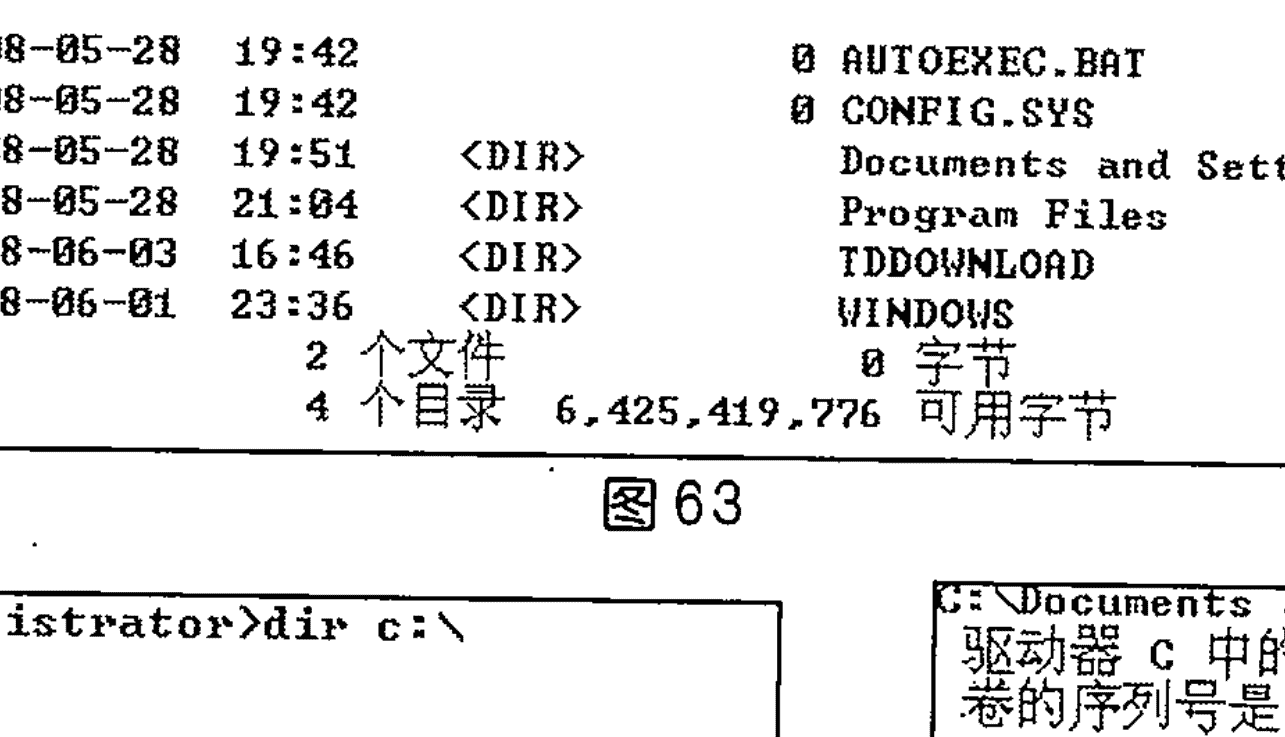 8-05-28 19:42 0 AUTOEXEC.BAT
8-05-28 19:42 0 CONFIG.SYS
8-05-28 19:51 <DIR> Documents and Sett
8-05-28 21:04 <DIR> Program Files
8-06-03 16:46 <DIR> TDDOWNLOAD
8-06-01 23:36 <DIR> WINDOWS
2 个文件 0 字节
4 个目录 6,425,419,776 可用字节
图 63
istrator>dir c:\
C:\Documents
驱动器 C 中的
卷的序列号是